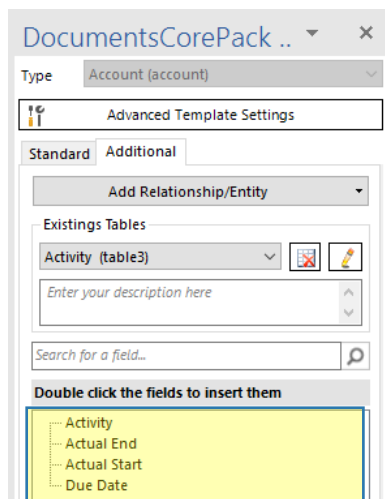 DocumentsCorePack ..
Type Account (account)
Advanced Template Settings
Standard Additional
Add Relationship/Entity
Existings Tables
Activity (table3)
Enter your description here
Search for a field...
Double click the fields to insert them
Activity
Actual End
Actual Start
Due Date